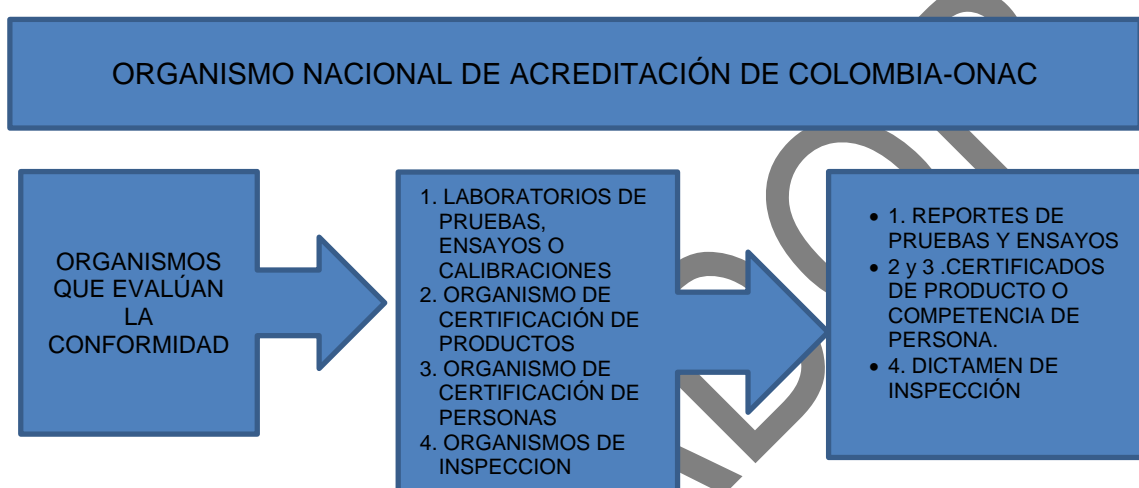 ORGANISMO NACIONAL DE ACREDITACIÓN DE COLOMBIA-ONAC
ORGANISMOS
QUE EVALÚAN
LA
CONFORMIDAD
1. LABORATORIOS DE
PRUEBAS,
ENSAYOS O
CALIBRACIONES
2. ORGANISMO DE
CERTIFICACIÓN DE
PRODUCTOS
3. ORGANISMO DE
CERTIFICACIÓN DE
PERSONAS
4. ORGANISMOS DE
INSPECCION
• 1. REPORTES DE
PRUEBAS Y ENSAYOS
• 2 y 3 .CERTIFICADOS
DE PRODUCTO O
COMPETENCIA DE
PERSONA.
• 4. DICTAMEN DE
INSPECCIÓN